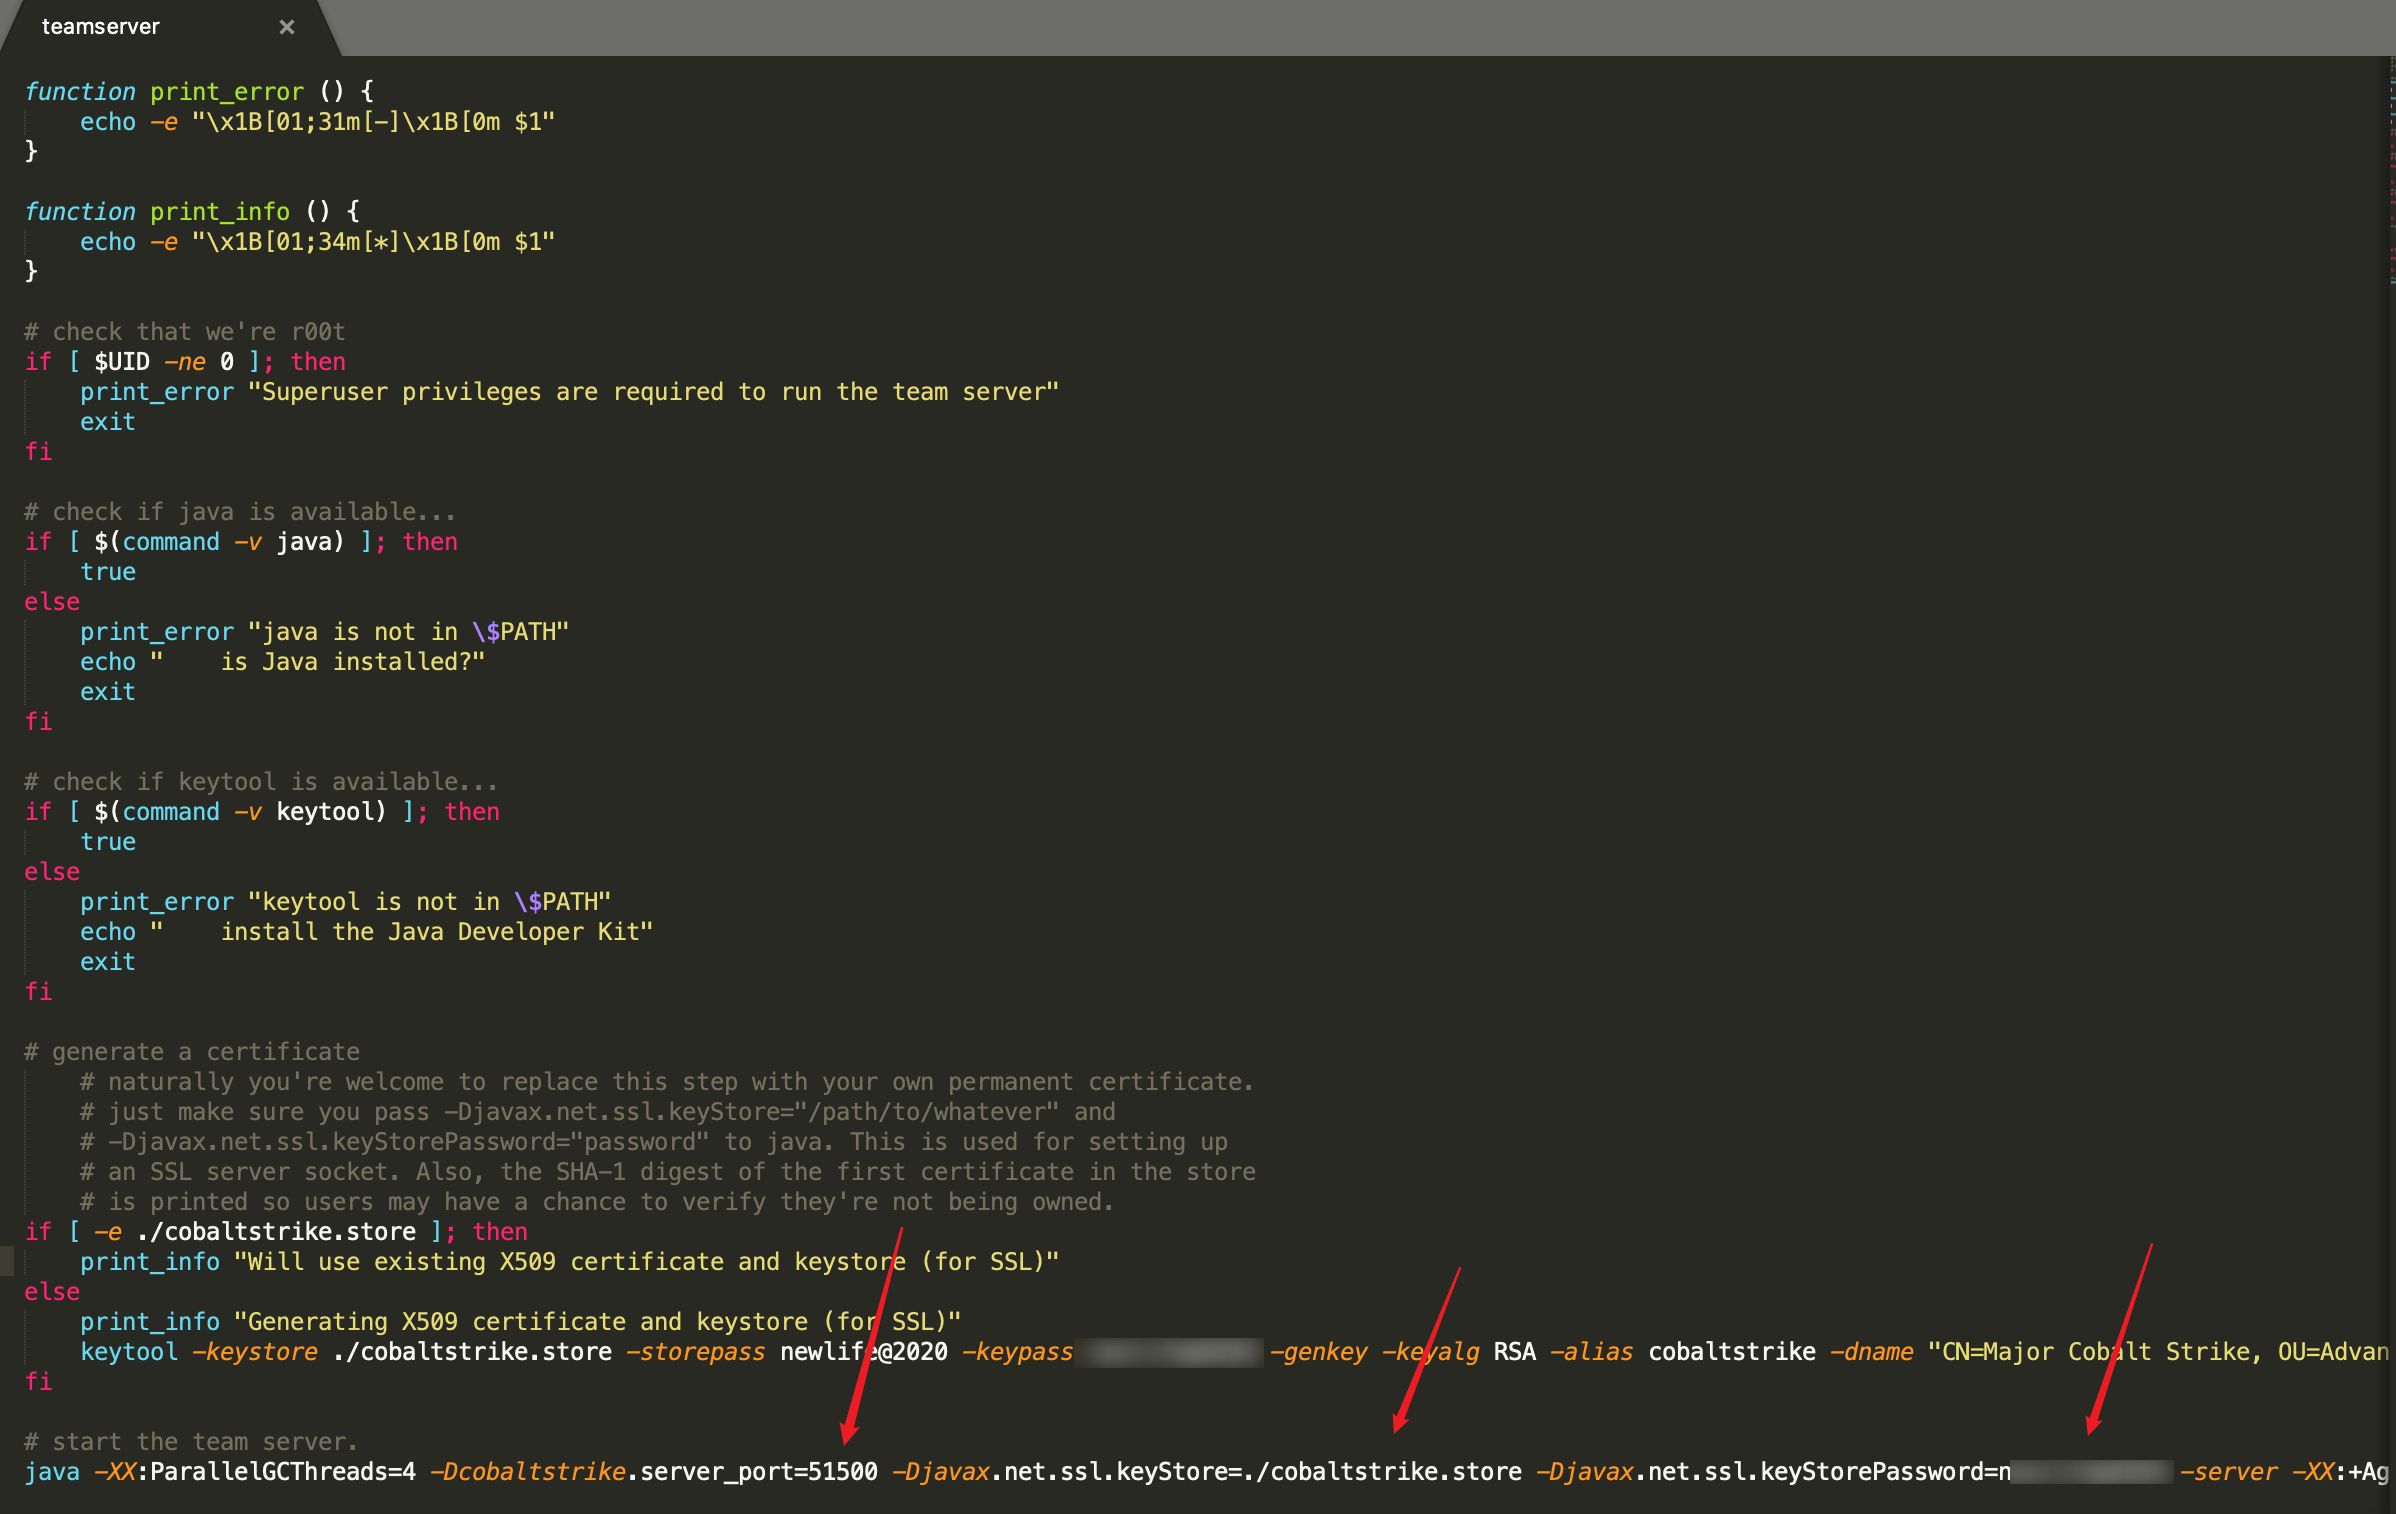 teamserver ×
function print_error () {
    echo -e "\x1B[01;31m[-]\x1B[0m $1"
}
function print_info () {
    echo -e "\x1B[01;34m[*]\x1B[0m $1"
}
# check that we're r00t
if [ $UID -ne 0 ]; then
    print_error "Superuser privileges are required to run the team server"
    exit
fi
# check if java is available...
if [ $(command -v java) ]; then
    true
else
    print_error "java is not in \$PATH"
    echo "    is Java installed?"
    exit
fi
# check if keytool is available...
if [ $(command -v keytool) ]; then
    true
else
    print_error "keytool is not in \$PATH"
    echo "    install the Java Developer Kit"
    exit
fi
# generate a certificate
    # naturally you're welcome to replace this step with your own permanent certificate.
    # just make sure you pass -Djavax.net.ssl.keyStore="/path/to/whatever" and
    # -Djavax.net.ssl.keyStorePassword="password" to java. This is used for setting up
    # an SSL server socket. Also, the SHA-1 digest of the first certificate in the store
    # is printed so users may have a chance to verify they're not being owned.
if [ -e ./cobaltstrike.store ]; then
    print_info "Will use existing X509 certificate and keystore (for SSL)"
else
    print_info "Generating X509 certificate and keystore (for SSL)"
    keytool -keystore ./cobaltstrike.store -storepass newlife@2020 -keypass -genkey -keyalg RSA -alias cobaltstrike -dname "CN=Major Cobalt Strike, OU=Advan
fi
# start the team server.
java -XX:ParallelGCThreads=4 -Dcobaltstrike.server_port=51500 -Djavax.net.ssl.keyStore=./cobaltstrike.store -Djavax.net.ssl.keyStorePassword=n -server -XX:+Ag